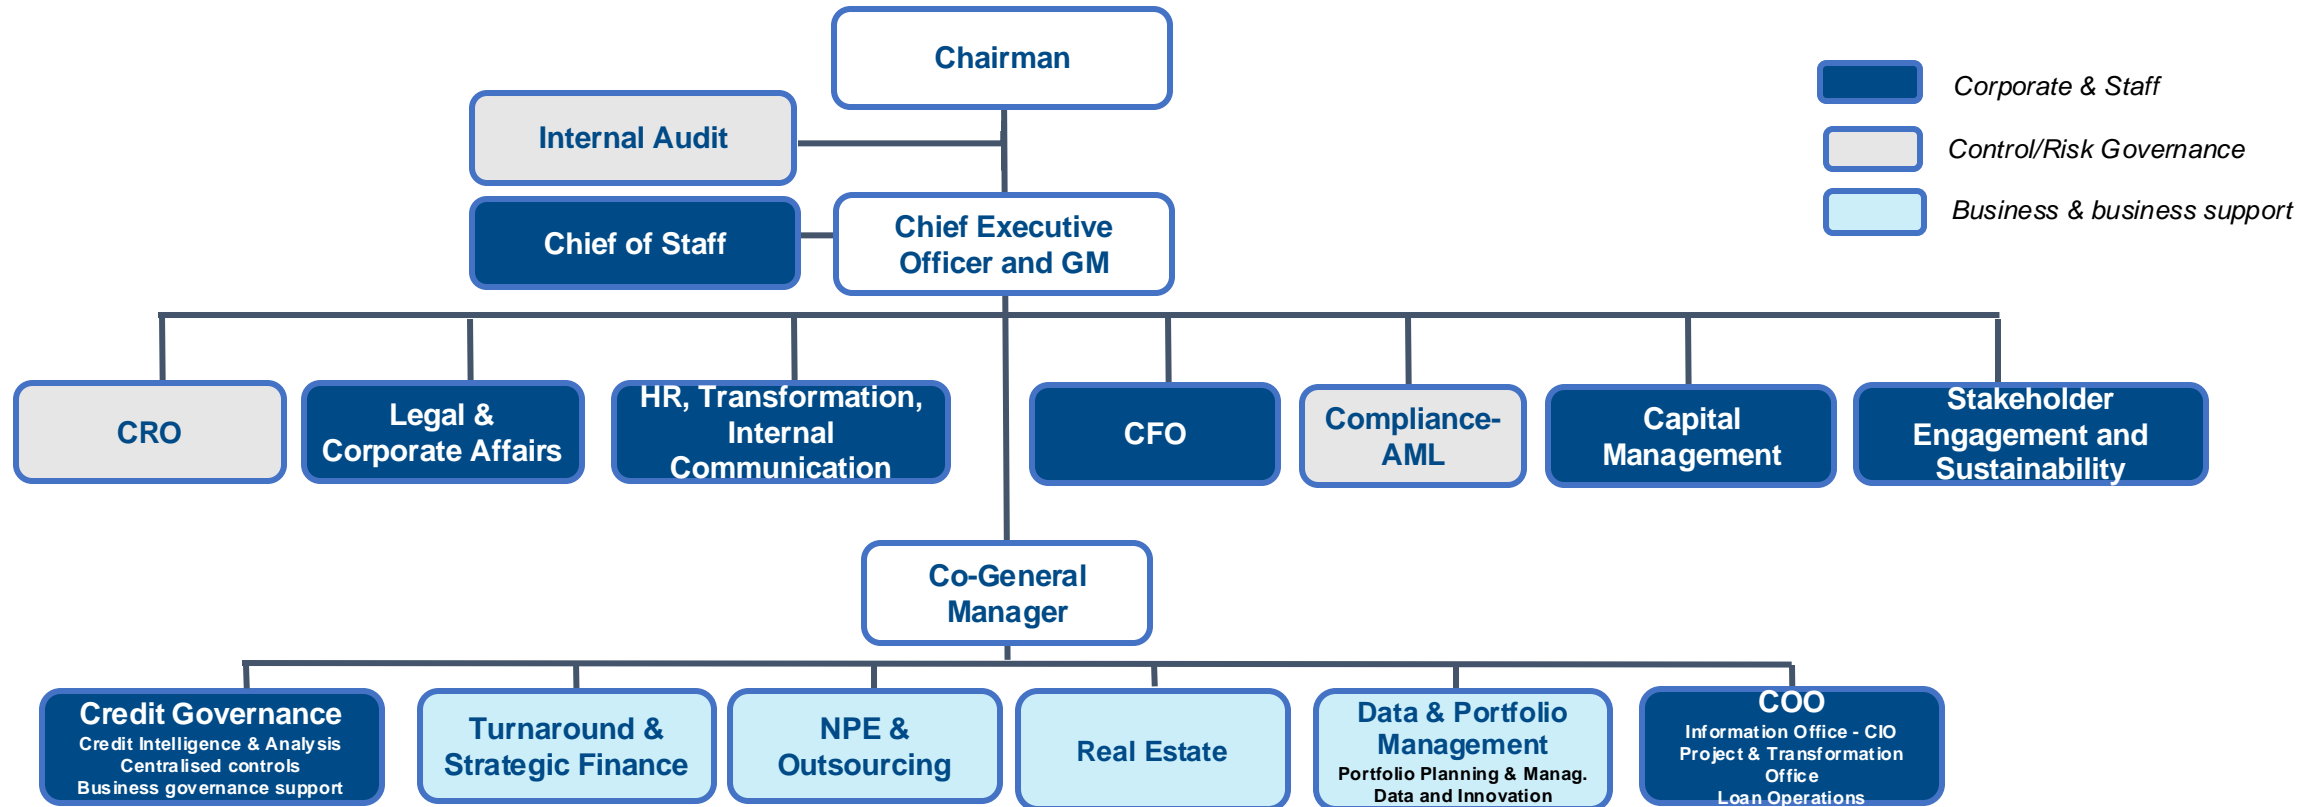 Chairman
Internal Audit
Chief of Staff
Chief Executive
Officer and GM
Corporate & Staff
Control/Risk Governance
Business & business support
CRO
Legal &
Corporate Affairs
HR, Transformation,
Internal
Communication
CFO
Compliance-
AML
Capital
Management
Stakeholder
Engagement and
Sustainability
Co-General
Manager
Credit Governance
Credit Intelligence & Analysis
Centralised controls
Business governance support
Turnaround &
Strategic Finance
NPE &
Outsourcing
Real Estate
Data & Portfolio
Management
Portfolio Planning & Manag.
Data and Innovation
COO
Information Office - CIO
Project & Transformation
Office
Loan Operations